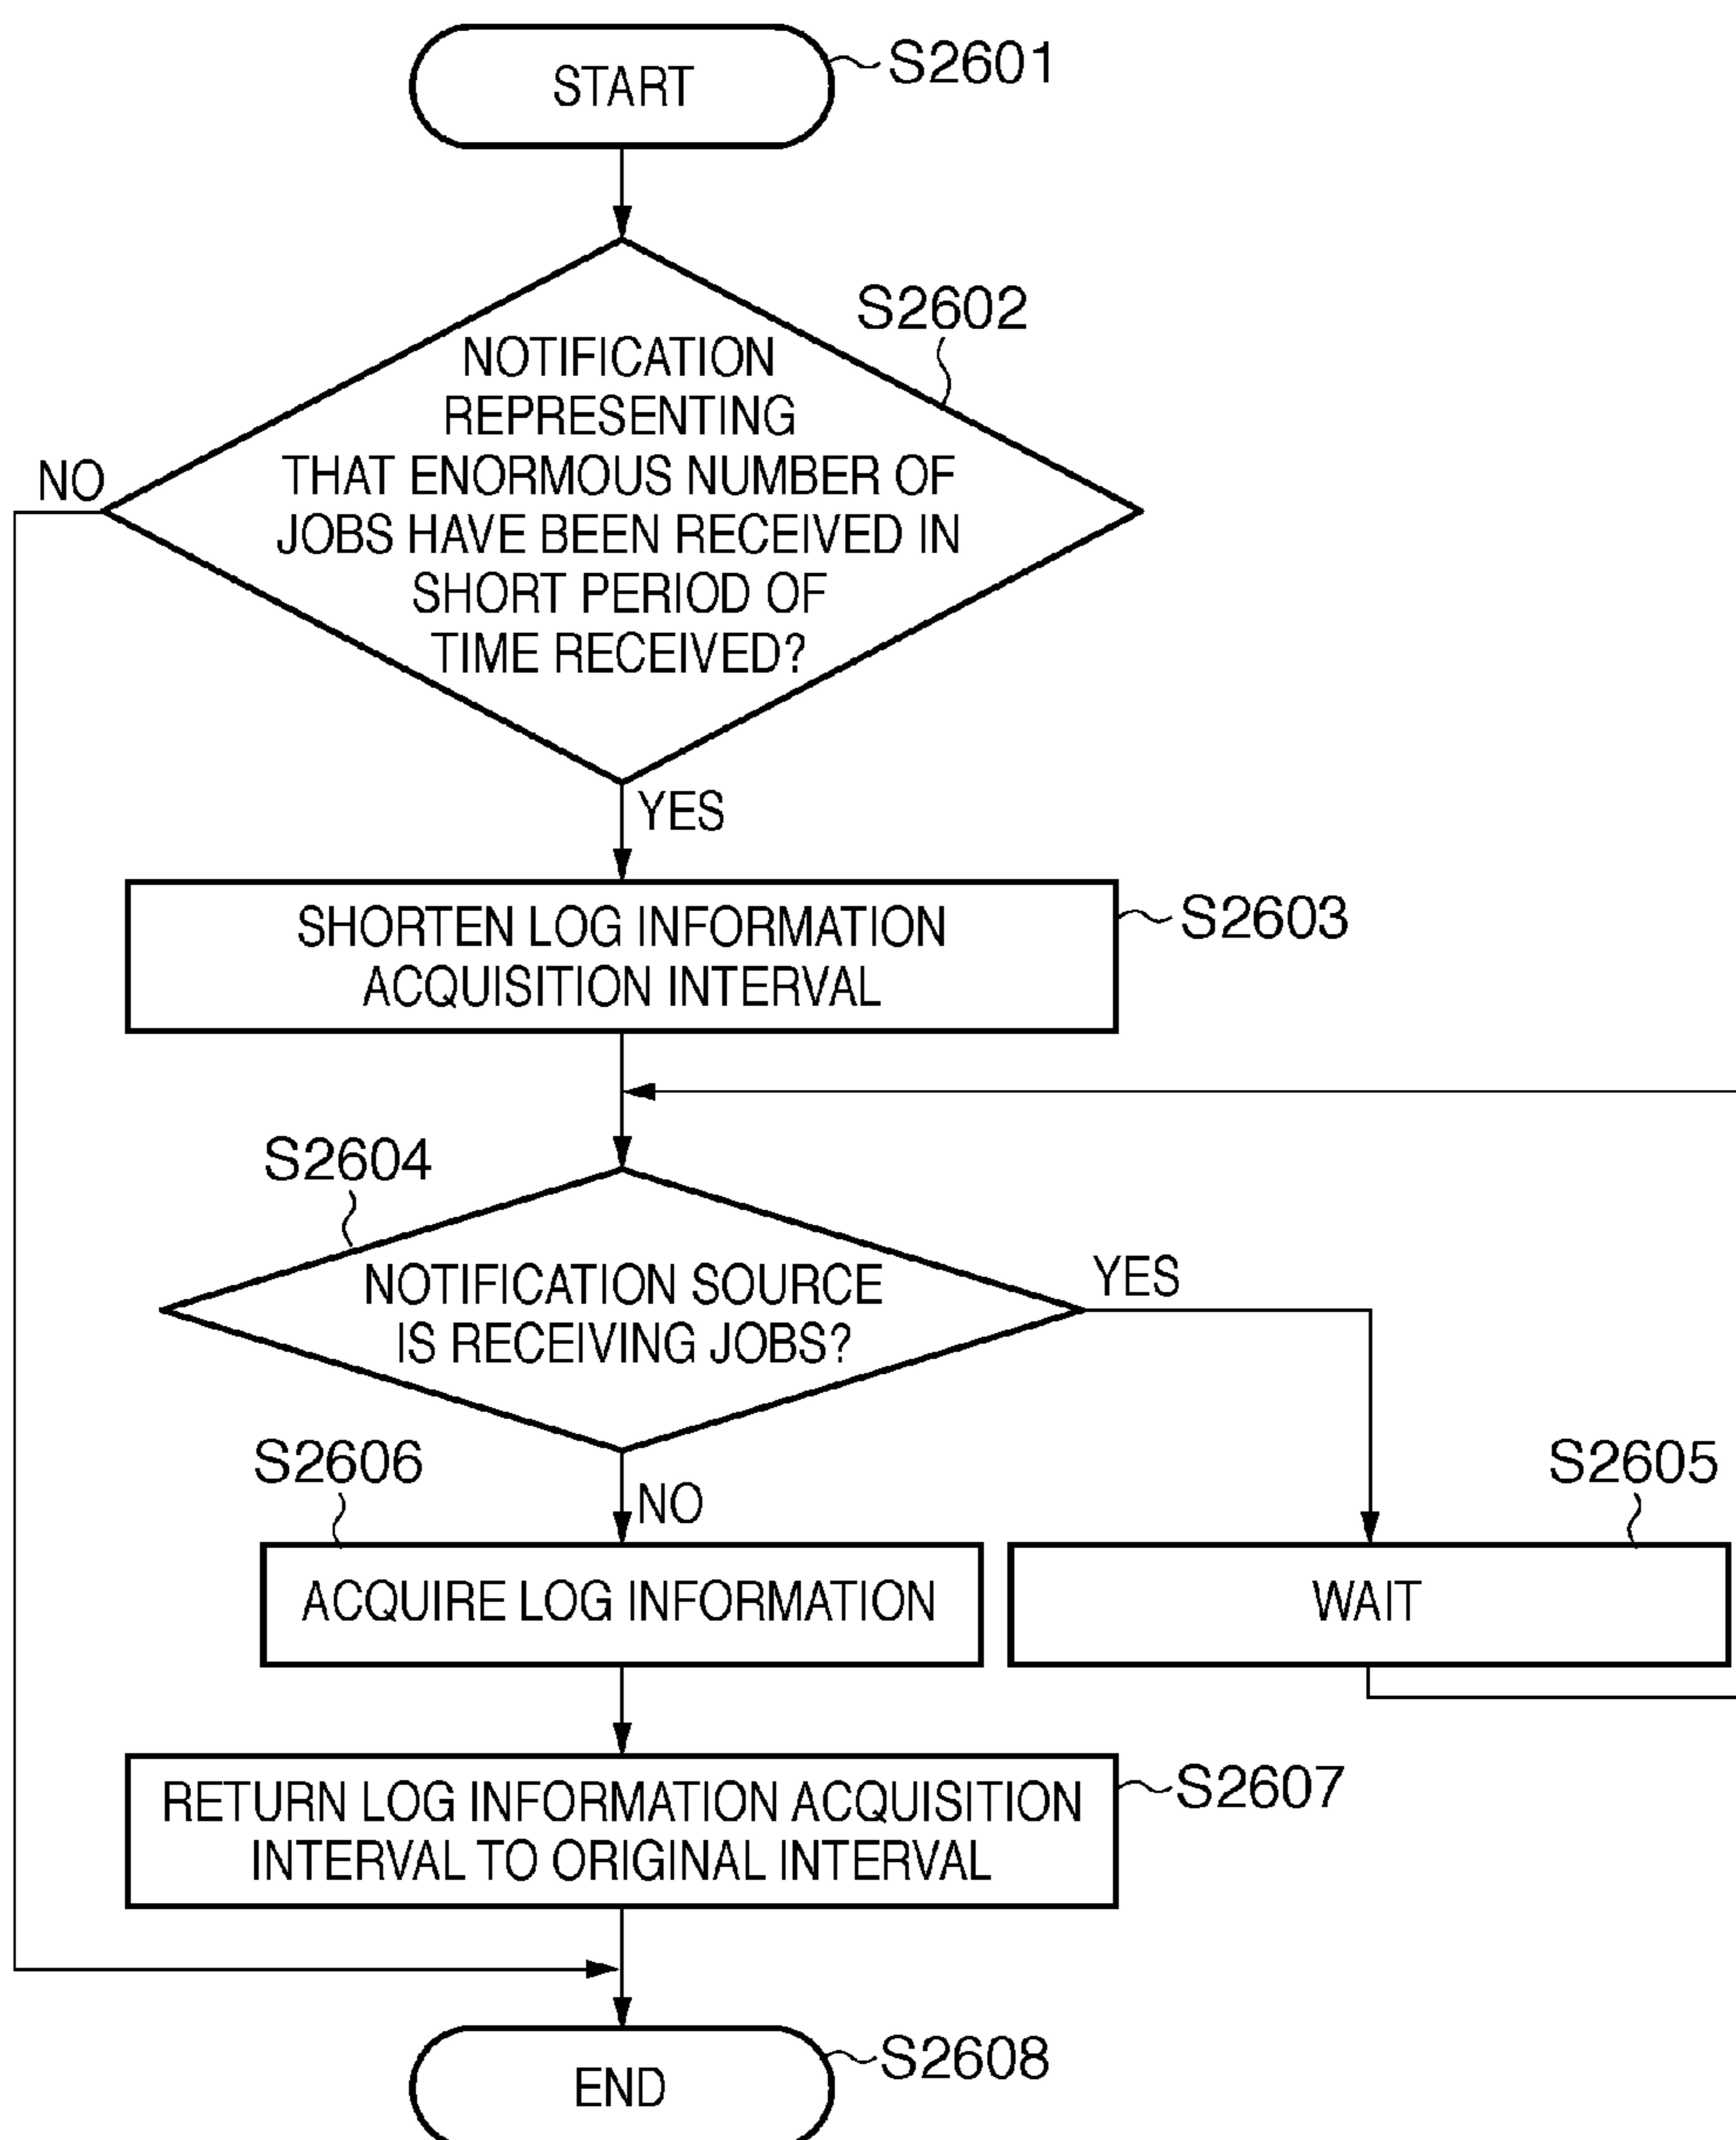 START
S2601
S2602
NOTIFICATION
REPRESENTING
THAT ENORMOUS NUMBER OF
JOBS HAVE BEEN RECEIVED IN
SHORT PERIOD OF
TIME RECEIVED?
NO
YES
SHORTEN LOG INFORMATION
ACQUISITION INTERVAL
S2603
S2604
NOTIFICATION SOURCE
IS RECEIVING JOBS?
YES
NO
S2606
ACQUIRE LOG INFORMATION
S2605
WAIT
RETURN LOG INFORMATION ACQUISITION
INTERVAL TO ORIGINAL INTERVAL
S2607
END
S2608